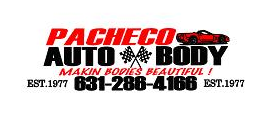 PACHECO
AUTO BODY
MAKIN BODIES BEAUTIFUL !
EST.1977 631-286-4166 EST.1977